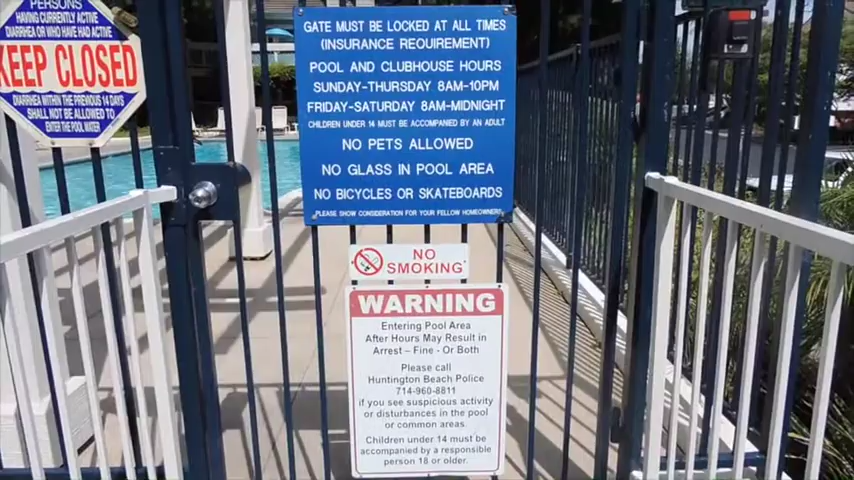 PERSONS
HAVING CURRENTLY ACTIVE
DIARRHEA OR WHO HAVE HAD ACTIVE
KEEP CLOSED
DIARRHEA WITHIN THE PREVIOUS 14 DAYS
SHALL NOT BE ALLOWED TO
ENTER THE POOL WATER
GATE MUST BE LOCKED AT ALL TIMES
(INSURANCE REQUIREMENT)
POOL AND CLUBHOUSE HOURS
SUNDAY-THURSDAY 8AM-10PM
FRIDAY-SATURDAY 8AM-MIDNIGHT
CHILDREN UNDER 14 MUST BE ACCOMPANIED BY AN ADULT
NO PETS ALLOWED
NO GLASS IN POOL AREA
NO BICYCLES OR SKATEBOARDS
PLEASE SHOW CONSIDERATION FOR YOUR FELLOW HOMEOWNERS
NO
SMOKING
WARNING
Entering Pool Area
After Hours May Result in
Arrest – Fine - Or Both
Please call
Huntington Beach Police
714-960-8811
if you see suspicious activity
or disturbances in the Pool
or common areas.
Children under 14 must be
accompanied by a responsible
person 18 or older.